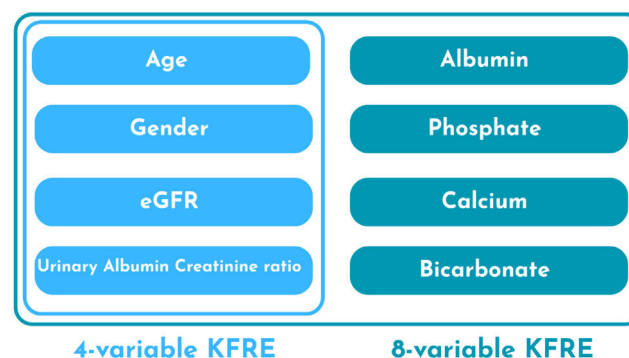 Age
Gender
eGFR
Urinary Albumin Creatinine ratio
Albumin
Phosphate
Calcium
Bicarbonate
4-variable KFRE
8-variable KFRE